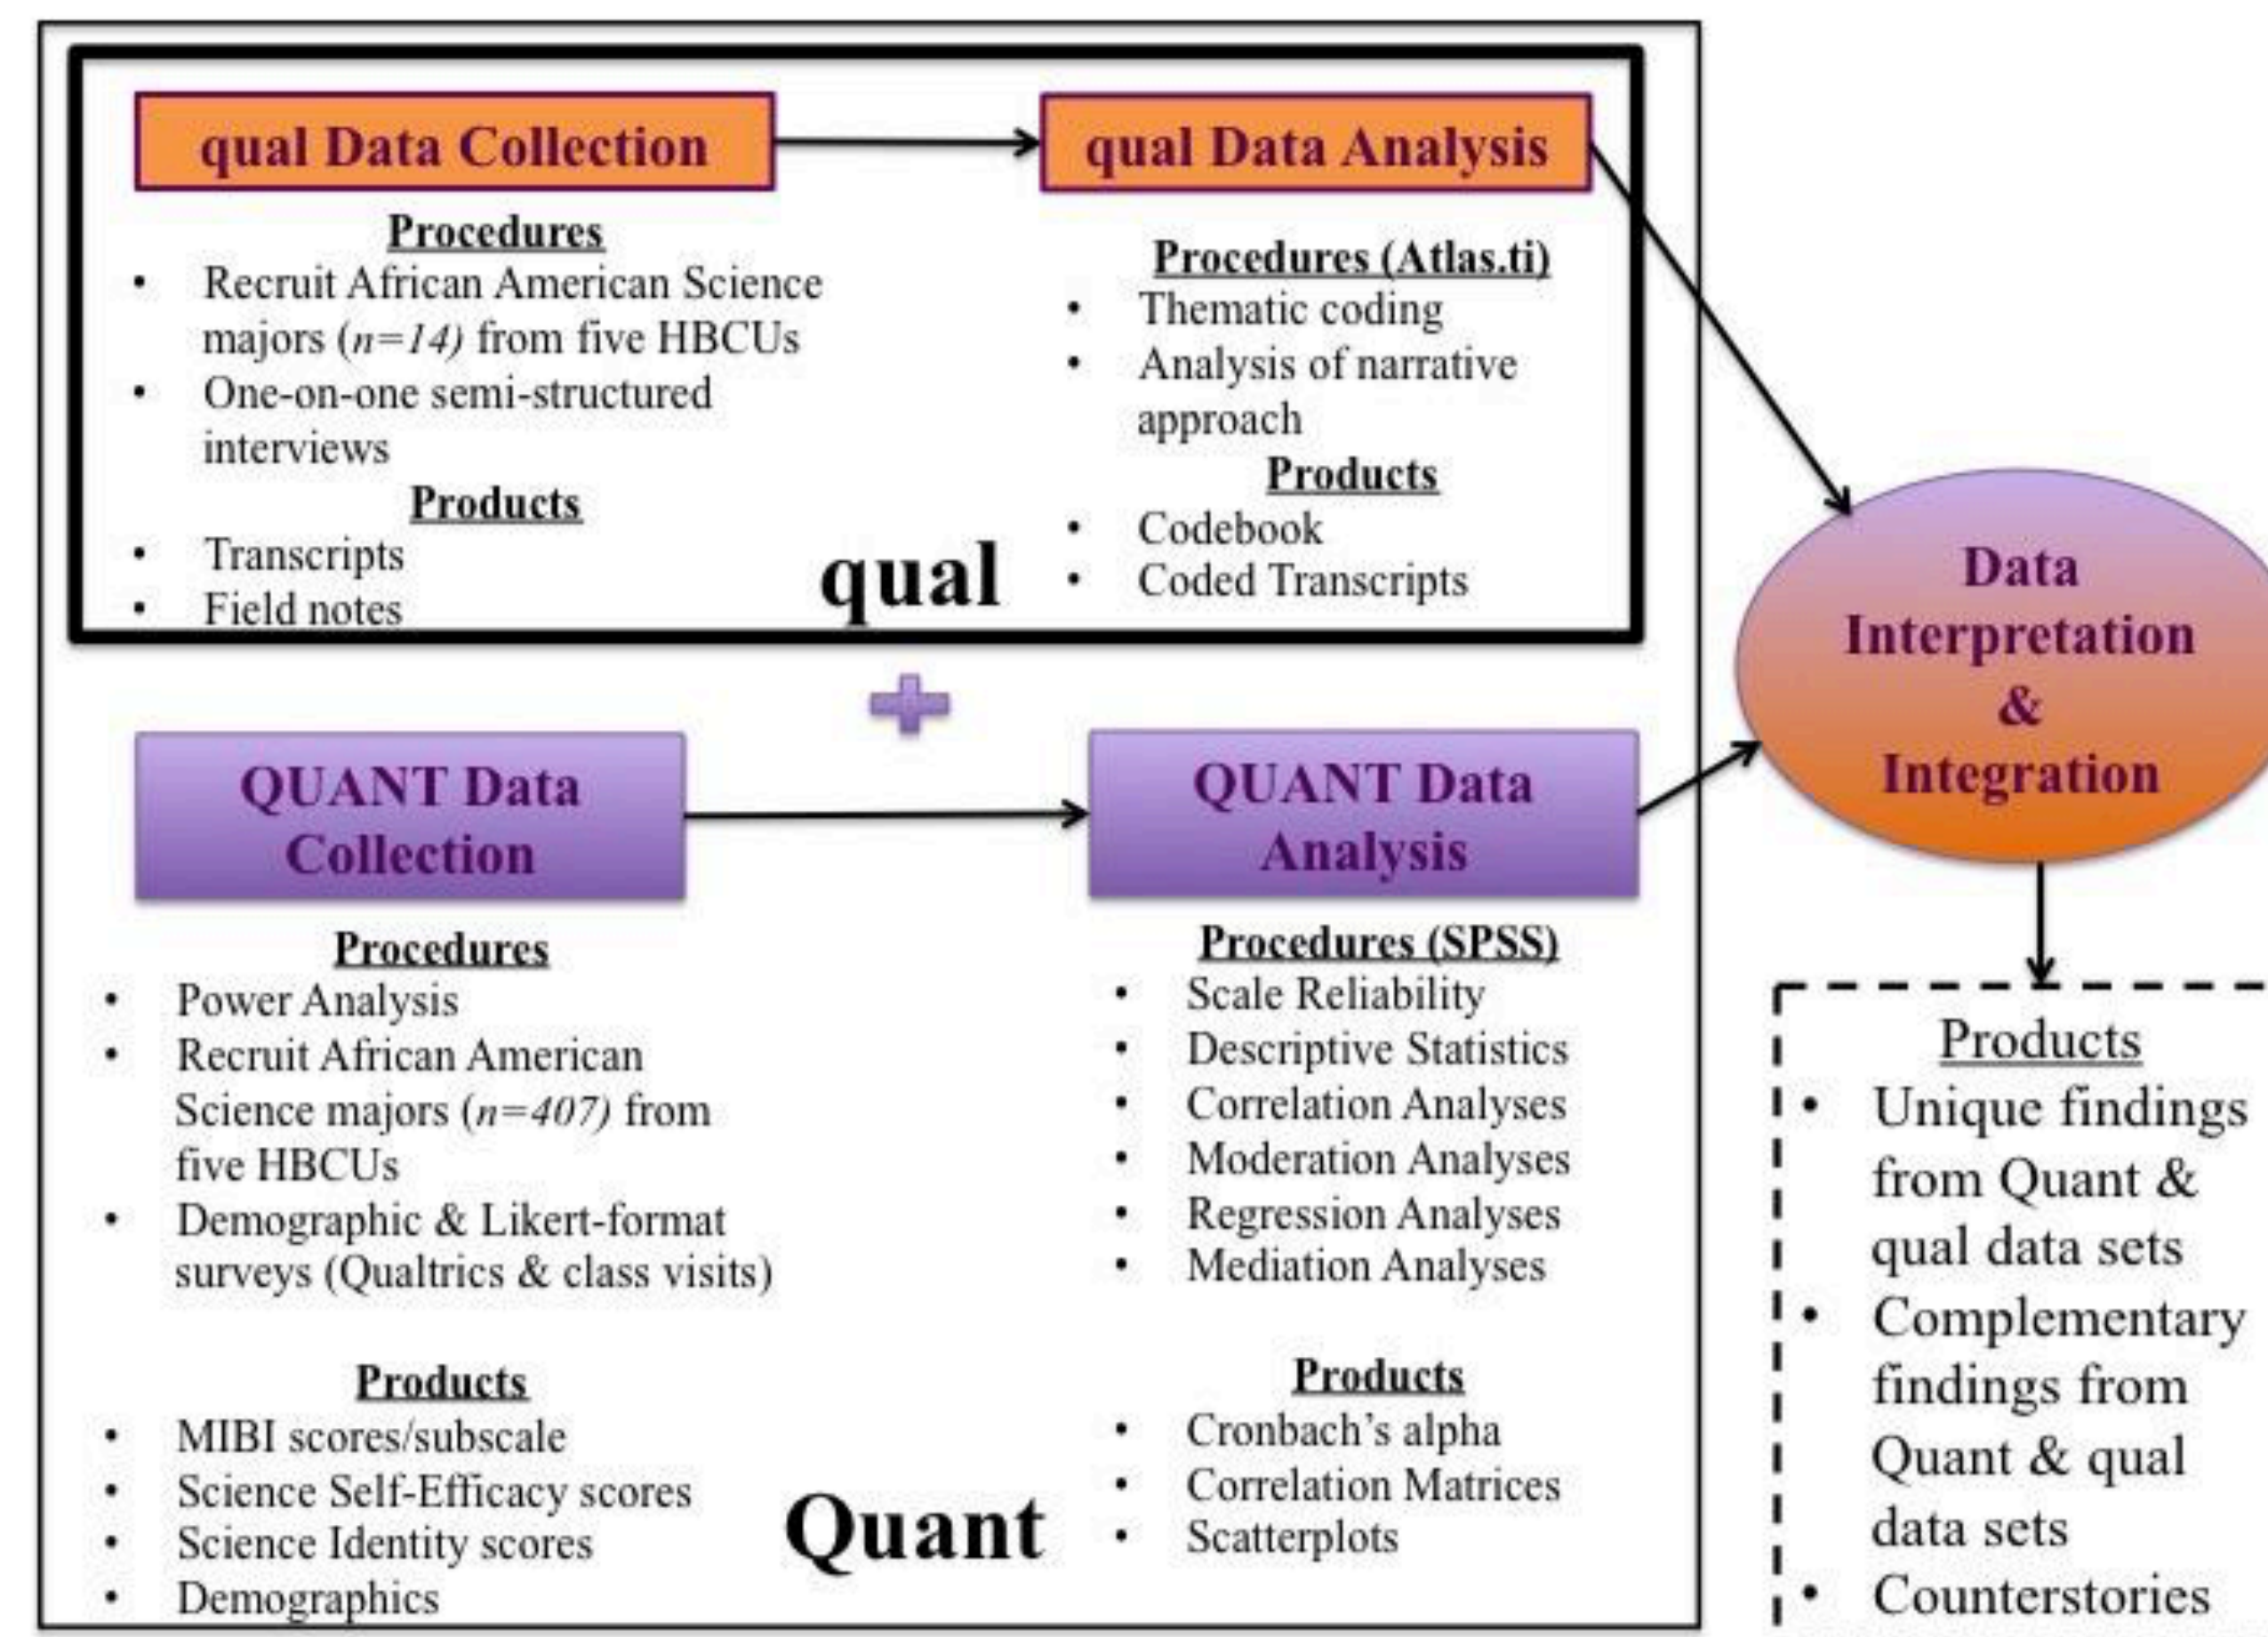 qual Data Collection
Procedures
• Recruit African American Science
majors (n=14) from five HBCUs
• One-on-one semi-structured
interviews
Products
• Transcripts
• Field notes
qual Data Analysis
Procedures (Atlas.ti)
• Thematic coding
• Analysis of narrative
approach
Products
• Codebook
• Coded Transcripts
qual
QUANT Data
Collection
Procedures
• Power Analysis
• Recruit African American
Science majors (n=407) from
five HBCUs
• Demographic & Likert-format
surveys (Qualtrics & class visits)
Products
• MIBI scores/subscale
• Science Self-Efficacy scores
• Science Identity scores
• Demographics
QUANT Data
Analysis
Procedures (SPSS)
• Scale Reliability
• Descriptive Statistics
• Correlation Analyses
• Moderation Analyses
• Regression Analyses
• Mediation Analyses
Products
• Cronbach's alpha
• Correlation Matrices
• Scatterplots
Quant
Data
Interpretation
&
Integration
Products
• Unique findings
from Quant &
qual data sets
• Complementary
findings from
Quant & qual
data sets
• Counterstories